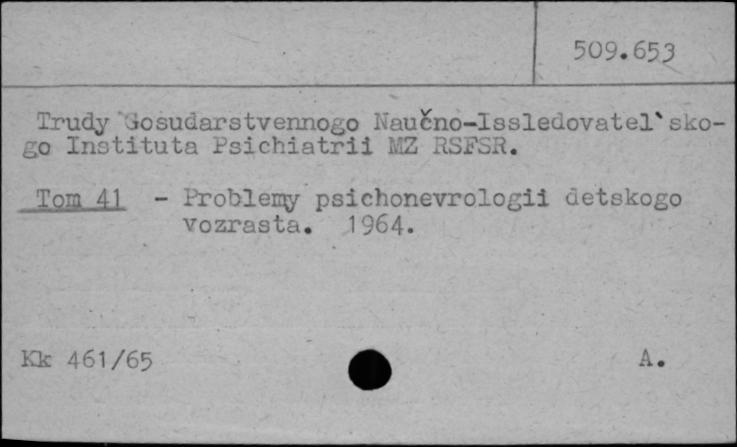 509.653
Trudy Gosudarstvennogo Naučno-Issledovatel'sko-
go Instituta Psichiatrii MZ RSFSR.
Tom 41 - Problemy psichonevrologii detskogo
vozrasta. 1964.
Kk 461/65 A.